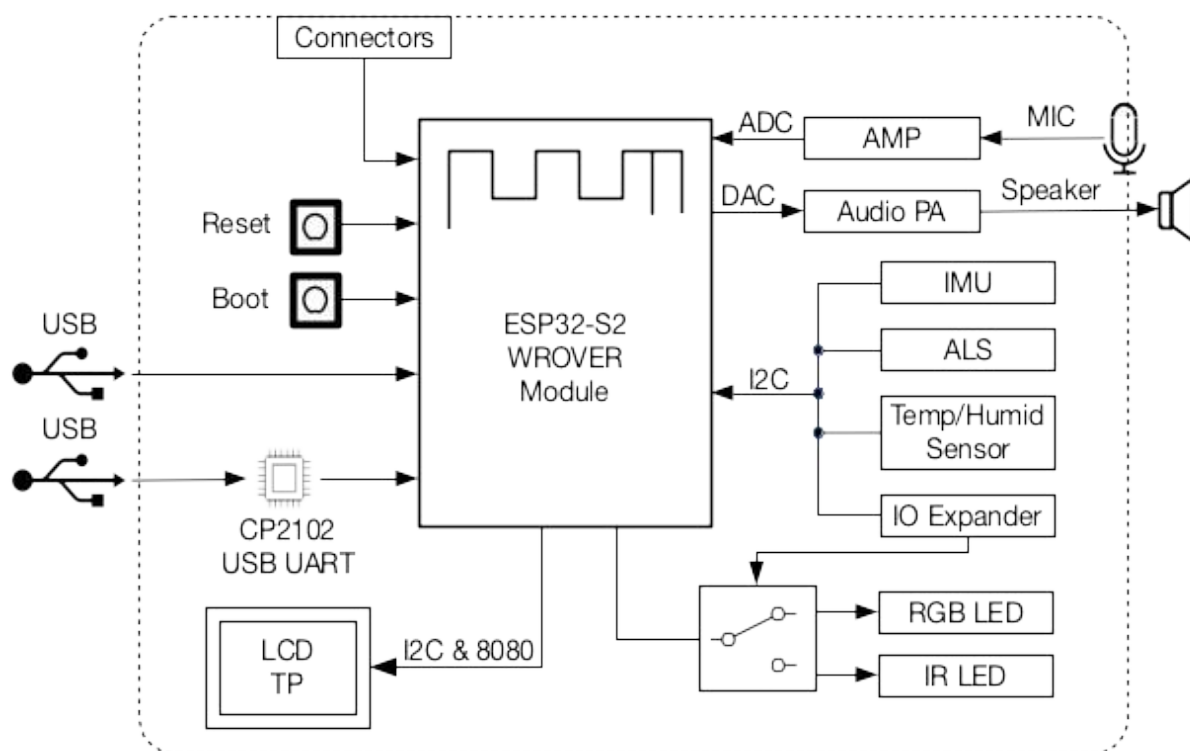 Connectors
ADC
AMP
MIC
DAC
Audio PA
Speaker
Reset
Boot
USB
USB
ESP32-S2
WROVER
Module
I2C
IMU
ALS
Temp/Humid
Sensor
IO Expander
CP2102
USB UART
LCD
TP
I2C & 8080
RGB LED
IR LED